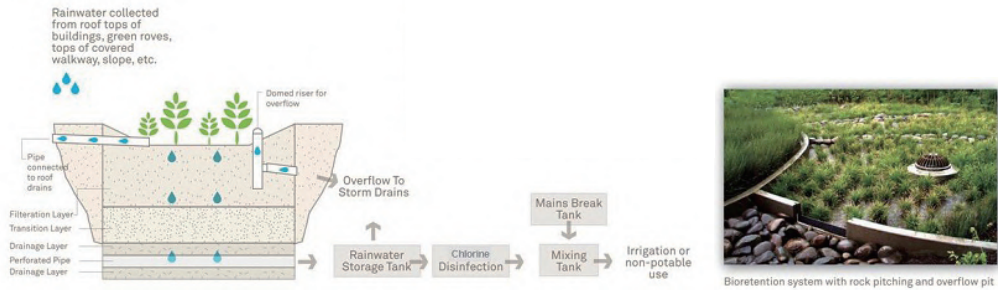 Rainwater collected
from roof tops of
buildings, green roves,
tops of covered
walkway, slope, etc.
Domed riser for
overflow
Pipe
connected
to roof
drains
Overflow To
Storm Drains
Filteration Layer
Transition Layer
Drainage Layer
Perforated Pipe
Drainage Layer
Rainwater
Storage Tank
Chlorine
Disinfection
Mains Break
Tank
Mixing
Tank
Irrigation or
non-potable
use
Bioretention system with rock pitching and overflow pit